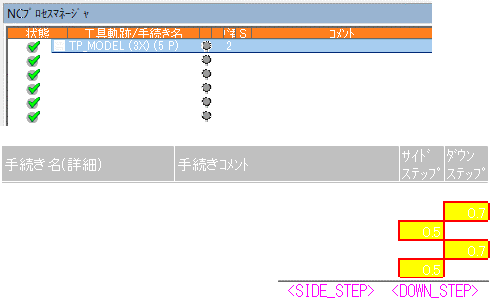 NCﾌﾟﾛｾｽﾏﾈｰｼﾞｬ
状態 工具軌跡/手続き名 S コメント
TP_MODEL (3X) (5 P) 2
手続き名(詳細) 手続きｺﾒﾝﾄ ｻｲﾄﾞ ｽﾃｯﾌﾟ ﾀﾞｳﾝ ｽﾃｯﾌﾟ
0.7
0.5
0.7
0.5
<SIDE_STEP> <DOWN_STEP>